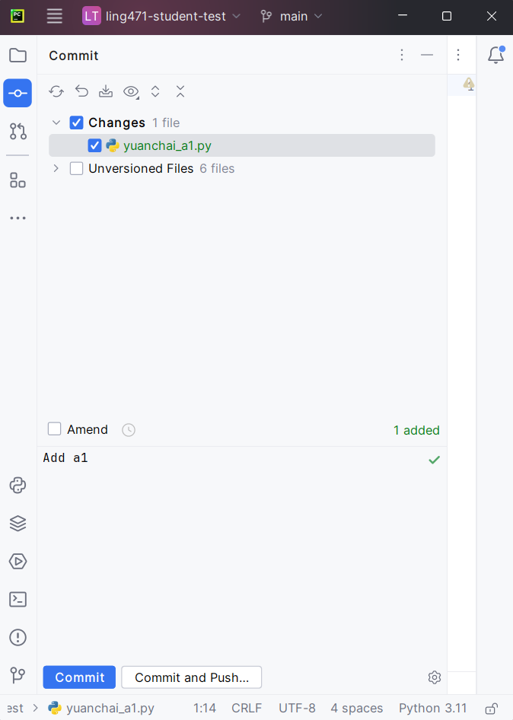 PC LT ling471-student-test main
Commit
Changes 1 file
yuanchai_a1.py
Unversioned Files 6 files
Amend 1 added
Add a1
Commit Commit and Push...
est yuanchai_a1.py 1:14 CRLF UTF-8 4 spaces Python 3.11